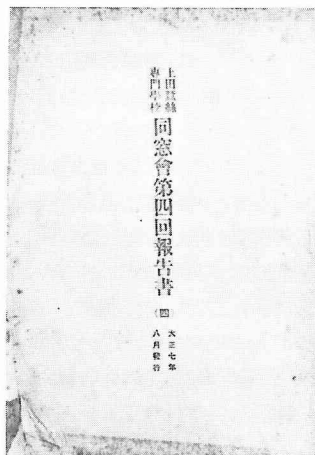 上田蠶絲
專門學校
同窓會第四回報告書
(四)
大正七年
八月發行